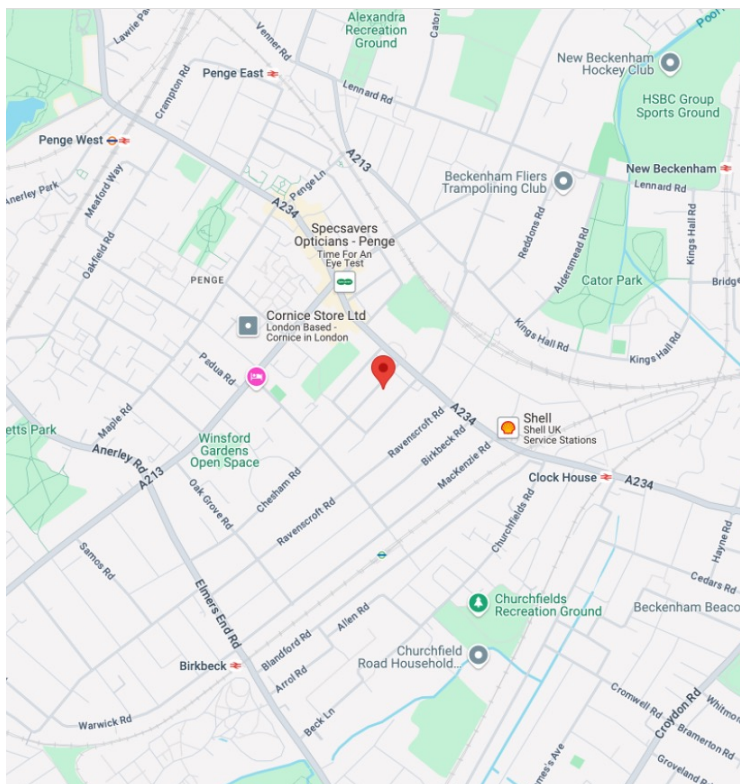 Alexandra
Recreation
Ground
Lawrie Pa
Venner Rd
Cator
Poor
Penge East
New Beckenham
Hockey Club
Crampton Rd
Lennard Rd
HSBC Group
Sports Ground
Penge West
A213
Meaford Way
Penge Ln
Beckenham Fliers
Trampolining Club
New Beckenham
Lennard Rd
Anerley Park
A234
Reddons Rd
Aldersmead Rd
Kings Hall Rd
Oakfield Rd
Specsavers
Opticians - Penge
Time For An
Eye Test
Cator Park
PENGE
Bridg
Cornice Store Ltd
London Based -
Cornice in London
Kings Hall Rd
Kings Hall Rd
Padua Rd
Maple Rd
etts Park
A234
Shell
Shell UK
Service Stations
Ravenscroft Rd
Birkbeck Rd
MacKenzie Rd
Winsford
Gardens
Open Space
Anerley Rd
A213
Clock House
A234
Chesham Rd
Oak Grove Rd
Ravenscroft Rd
Churchfields Rd
Hayne Rd
Samos Rd
Elmers End Rd
Cedars Rd
Churchfields
Recreation Ground
Beckenham Beaco
Allen Rd
Blandford Rd
Churchfield
Road Household...
Birkbeck
Arrol Rd
Cromwell Rd
Croydon Rd
Whitmo
Warwick Rd
Beck Ln
Bramerton Rd
Groveland Rd
mes's Ave